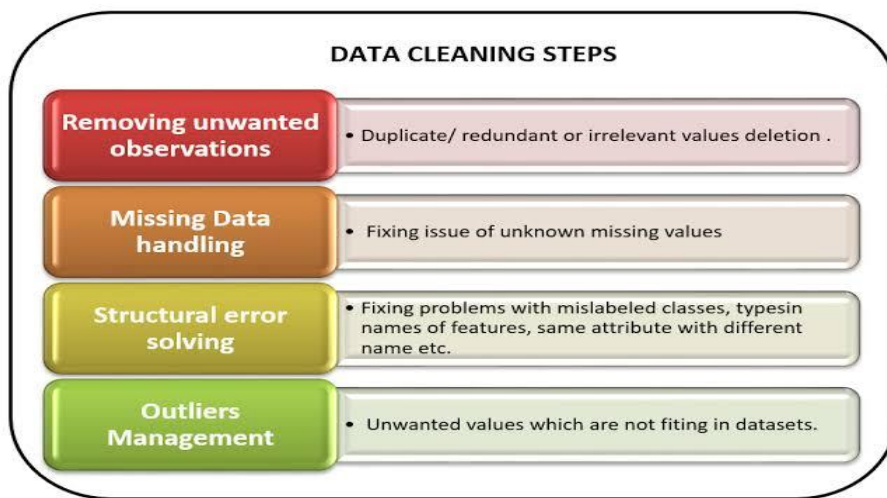 DATA CLEANING STEPS
Removing unwanted
observations
• Duplicate/ redundant or irrelevant values deletion .
Missing Data
handling
• Fixing issue of unknown missing values
Structural error
solving
• Fixing problems with mislabeled classes, typesin
names of features, same attribute with different
name etc.
Outliers
Management
• Unwanted values which are not fiting in datasets.